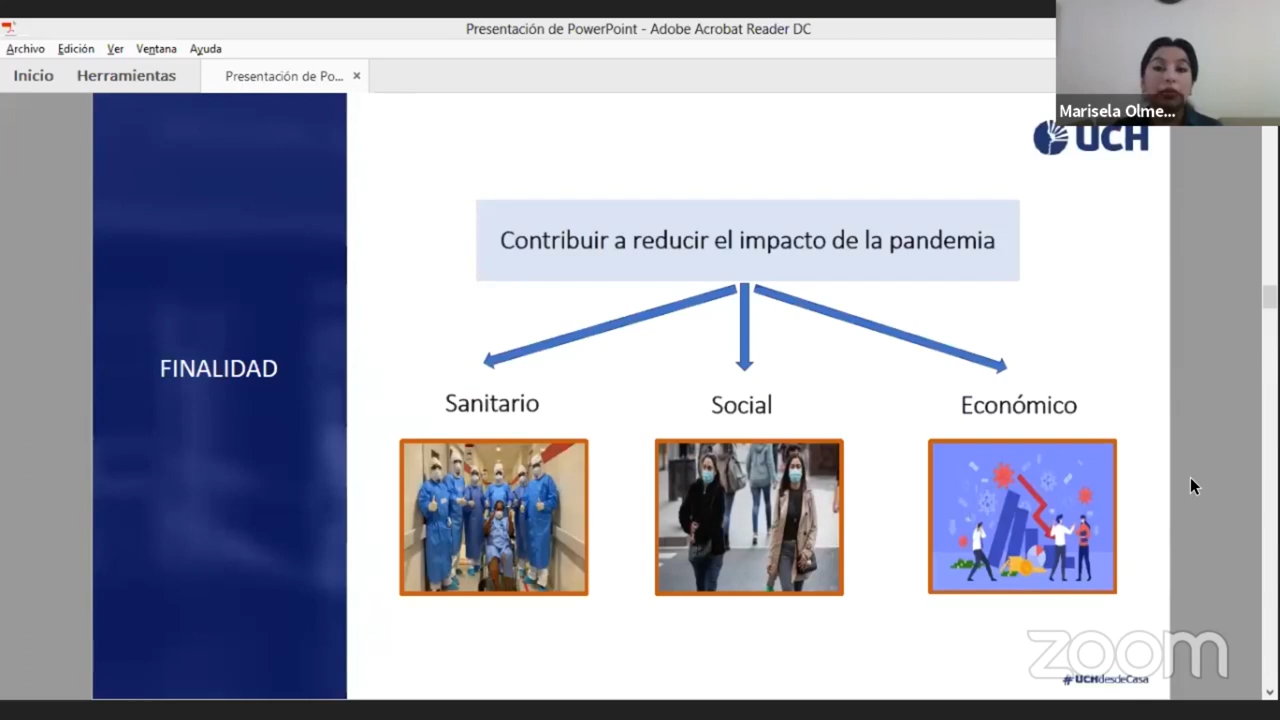 Presentación de PowerPoint - Adobe Acrobat Reader DC
Archivo Edición Ver Ventana Ayuda
Inicio Herramientas Presentación de Po... ×
Marisela Olme...
UCH
Contribuir a reducir el impacto de la pandemia
FINALIDAD
Sanitario Social Económico
zoom
#UCHdesdeCasa